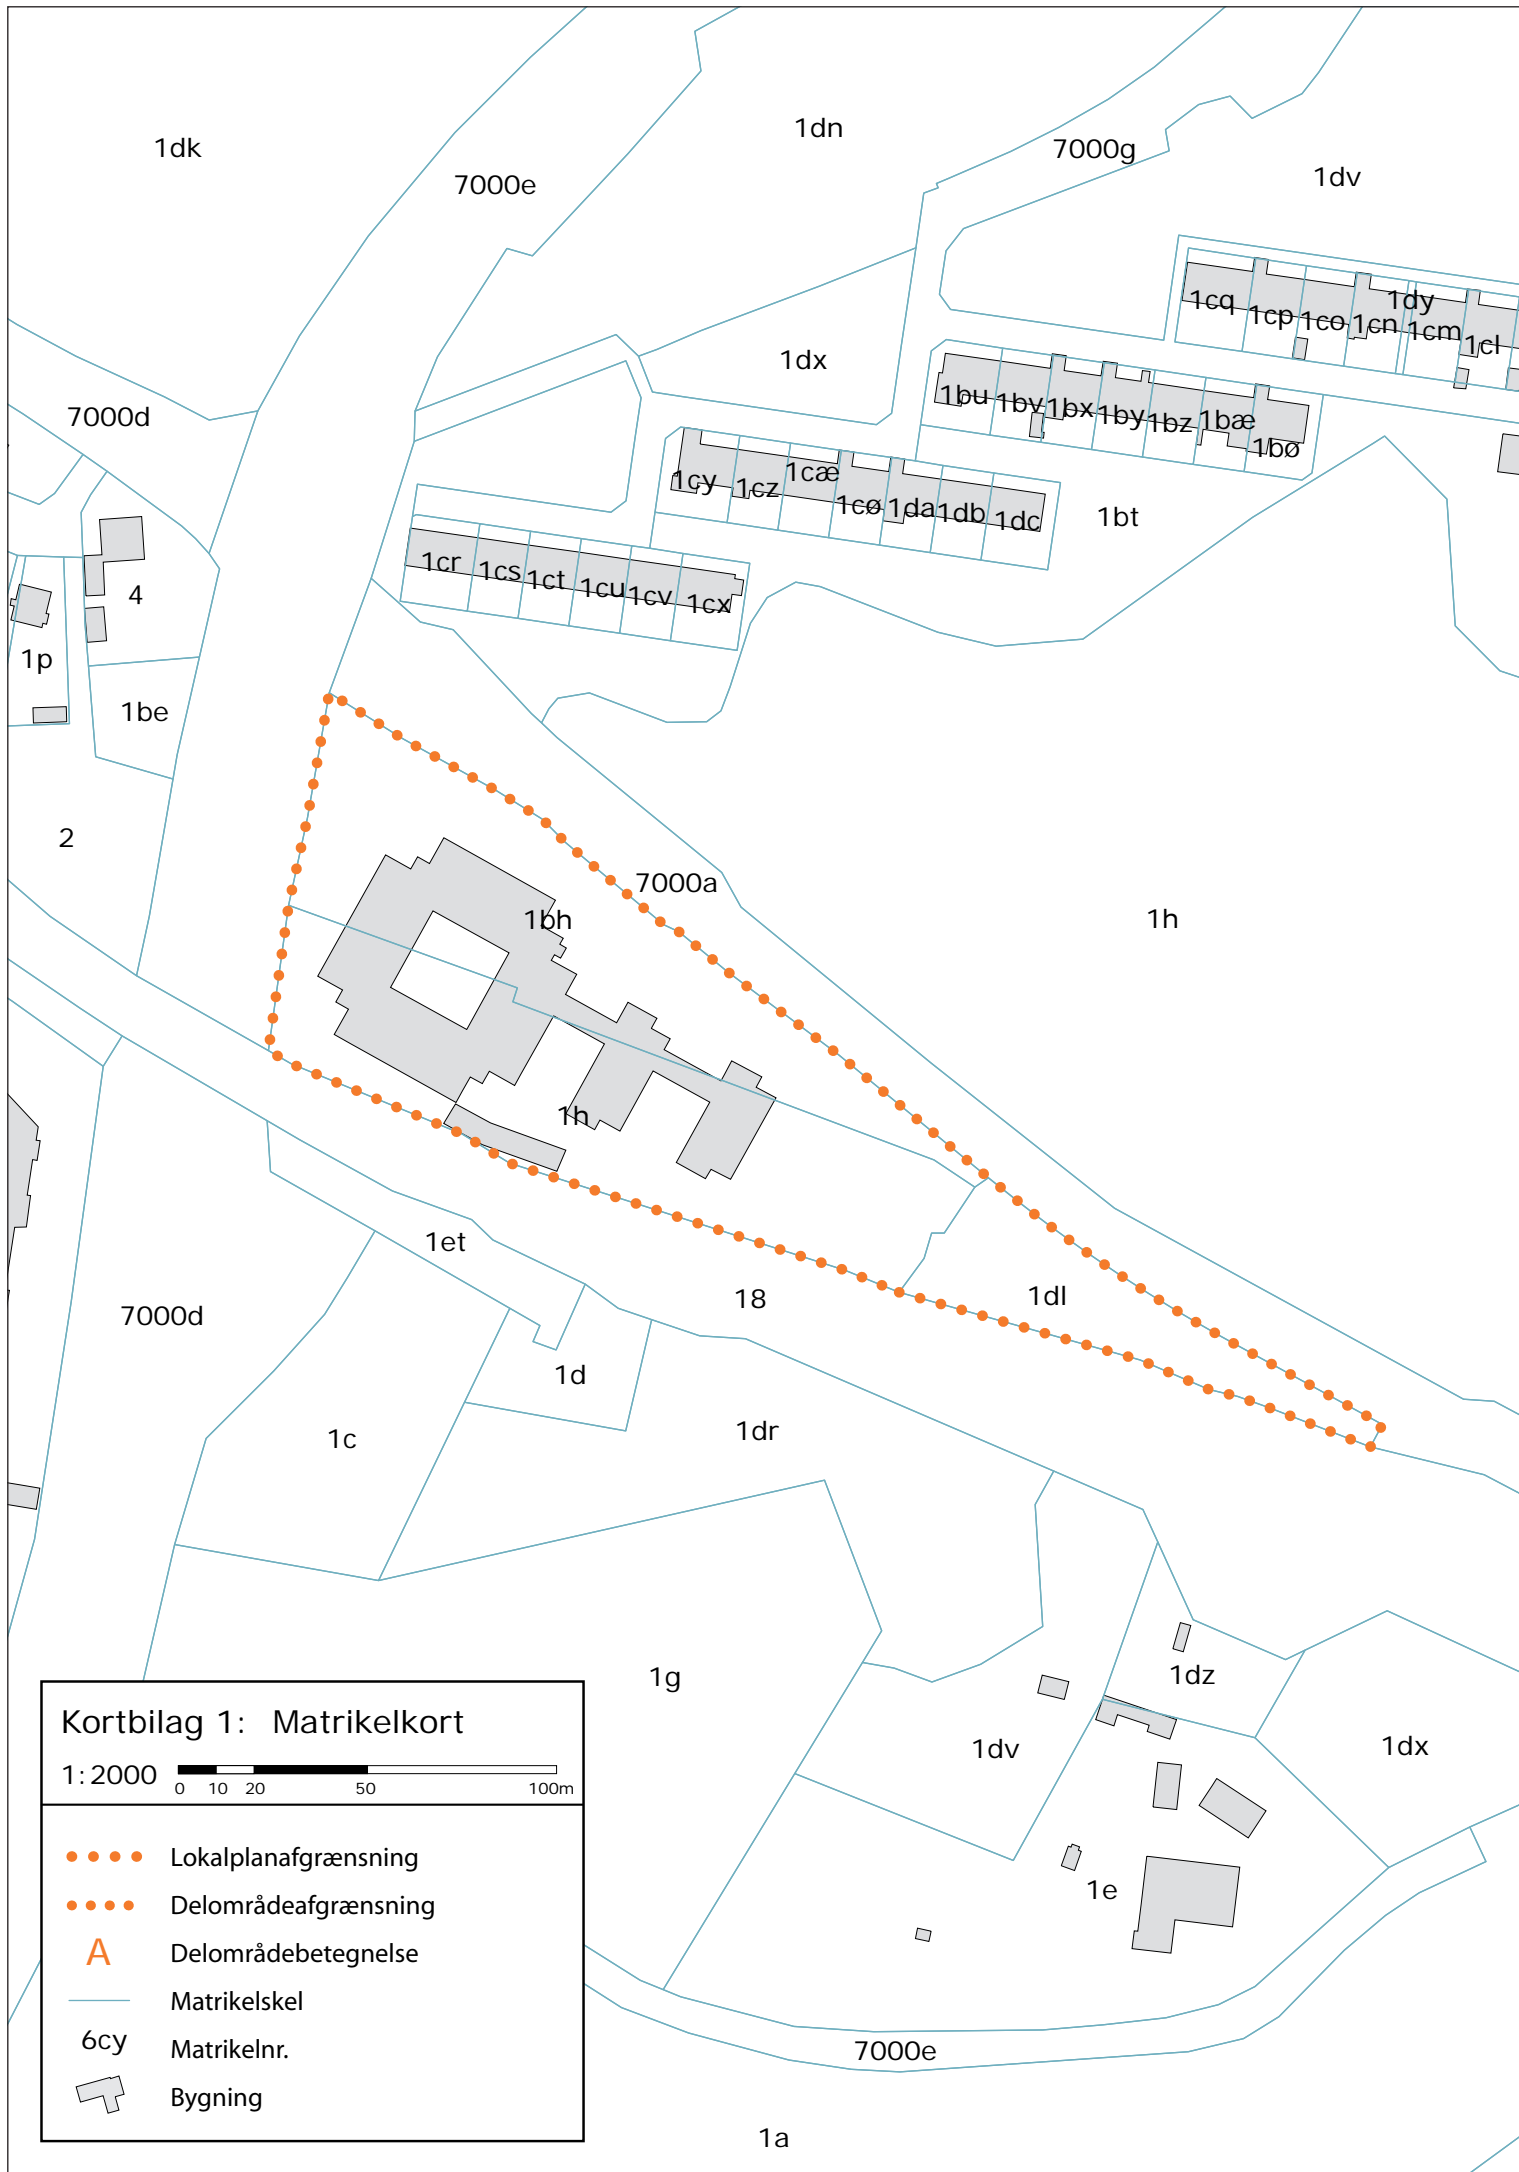 1dk
1dn
7000g
1dv
7000e
1cq
1cp
1co
1cn
1dy
1cm
1cl
1dx
1bu
1bv
1bx
1by
1bz
1bæ
1bø
7000d
1cy
1cz
1cæ
1cø
1da
1db
1dc
1bt
1cr
1cs
1ct
1cu
1cv
1cx
4
1p
1be
2
7000a
1bh
1h
1h
1et
18
1dl
7000d
1d
1c
1dr
1g
1dz
1dv
1dx
1e
7000e
1a
Kortbilag 1: Matrikelkort
1:2000
0 10 20 50 100m
Lokalplanafgrænsning
Delområdeafgrænsning
A Delområdebetegnelse
Matrikelskel
6cy Matrikelnr.
Bygning